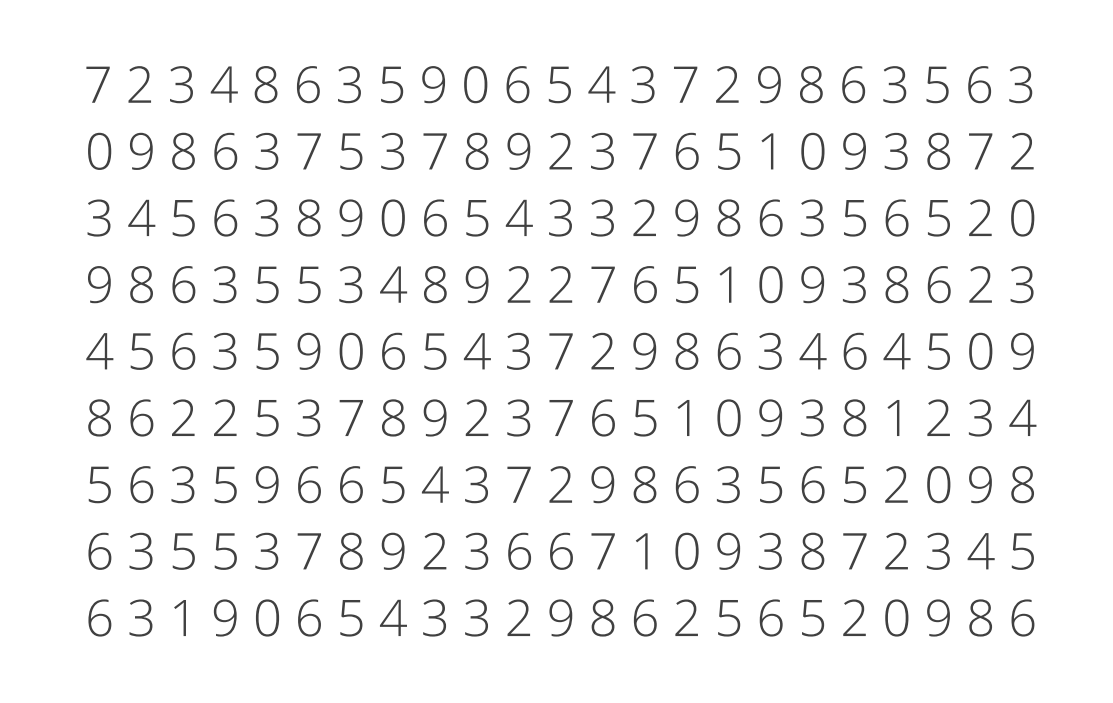 7 2 3 4 8 6 3 5 9 0 6 5 4 3 7 2 9 8 6 3 5 6 3
0 9 8 6 3 7 5 3 7 8 9 2 3 7 6 5 1 0 9 3 8 7 2
3 4 5 6 3 8 9 0 6 5 4 3 3 2 9 8 6 3 5 6 5 2 0
9 8 6 3 5 5 3 4 8 9 2 2 7 6 5 1 0 9 3 8 6 2 3
4 5 6 3 5 9 0 6 5 4 3 7 2 9 8 6 3 4 6 4 5 0 9
8 6 2 2 5 3 7 8 9 2 3 7 6 5 1 0 9 3 8 1 2 3 4
5 6 3 5 9 6 6 5 4 3 7 2 9 8 6 3 5 6 5 2 0 9 8
6 3 5 5 3 7 8 9 2 3 6 6 7 1 0 9 3 8 7 2 3 4 5
6 3 1 9 0 6 5 4 3 3 2 9 8 6 2 5 6 5 2 0 9 8 6